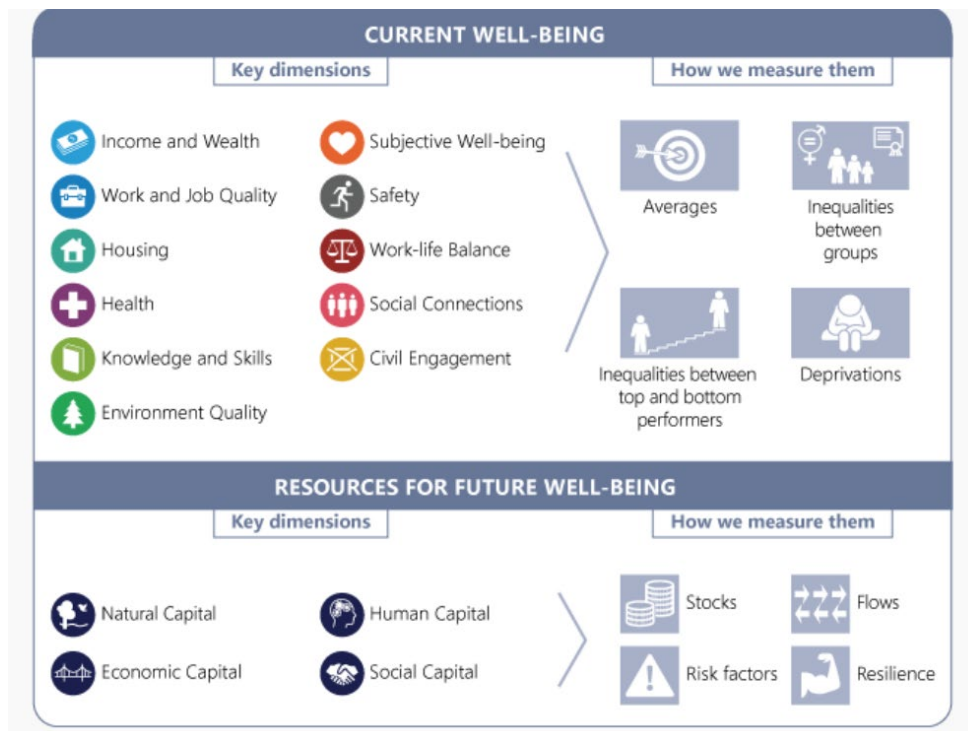 CURRENT WELL-BEING
Key dimensions
How we measure them
Income and Wealth
Work and Job Quality
Housing
Health
Knowledge and Skills
Environment Quality
Subjective Well-being
Safety
Work-life Balance
Social Connections
Civil Engagement
Averages
Inequalities
between
groups
Inequalities between
top and bottom
performers
Deprivations
RESOURCES FOR FUTURE WELL-BEING
Key dimensions
How we measure them
Natural Capital
Economic Capital
Human Capital
Social Capital
Stocks
Flows
Risk factors
Resilience